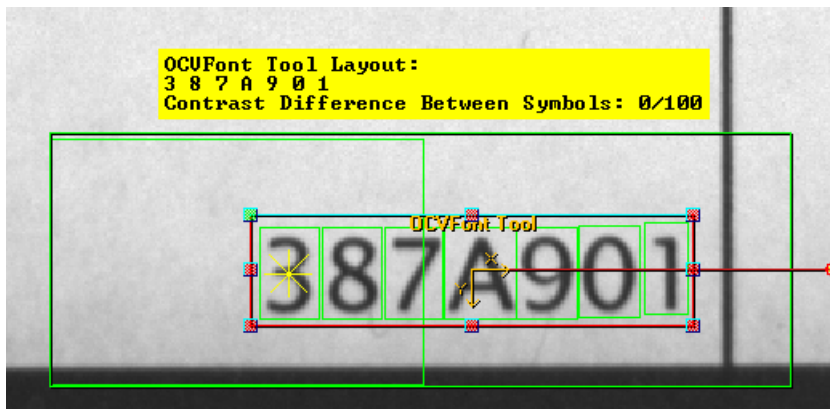 OCVFont Tool Layout:
3 8 7 A 9 0 1
Contrast Difference Between Symbols: 0/100
OCVFont Tool
387A901
X
Y